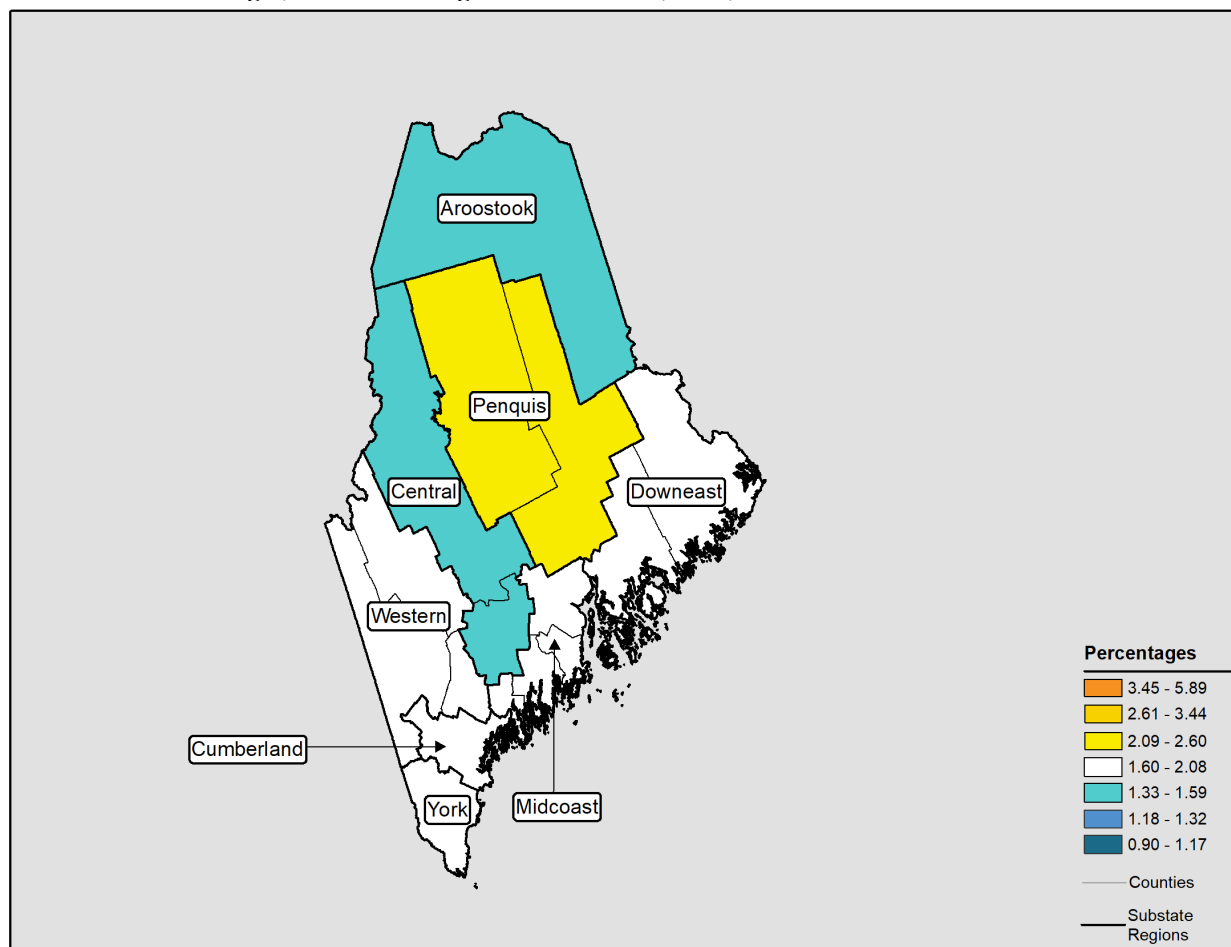 Aroostook
Penquis
Central
Downeast
Western
Cumberland
York
Midcoast
Percentages
3.45 - 5.89
2.61 - 3.44
2.09 - 2.60
1.60 - 2.08
1.33 - 1.59
1.18 - 1.32
0.90 - 1.17
Counties
Substate
Regions